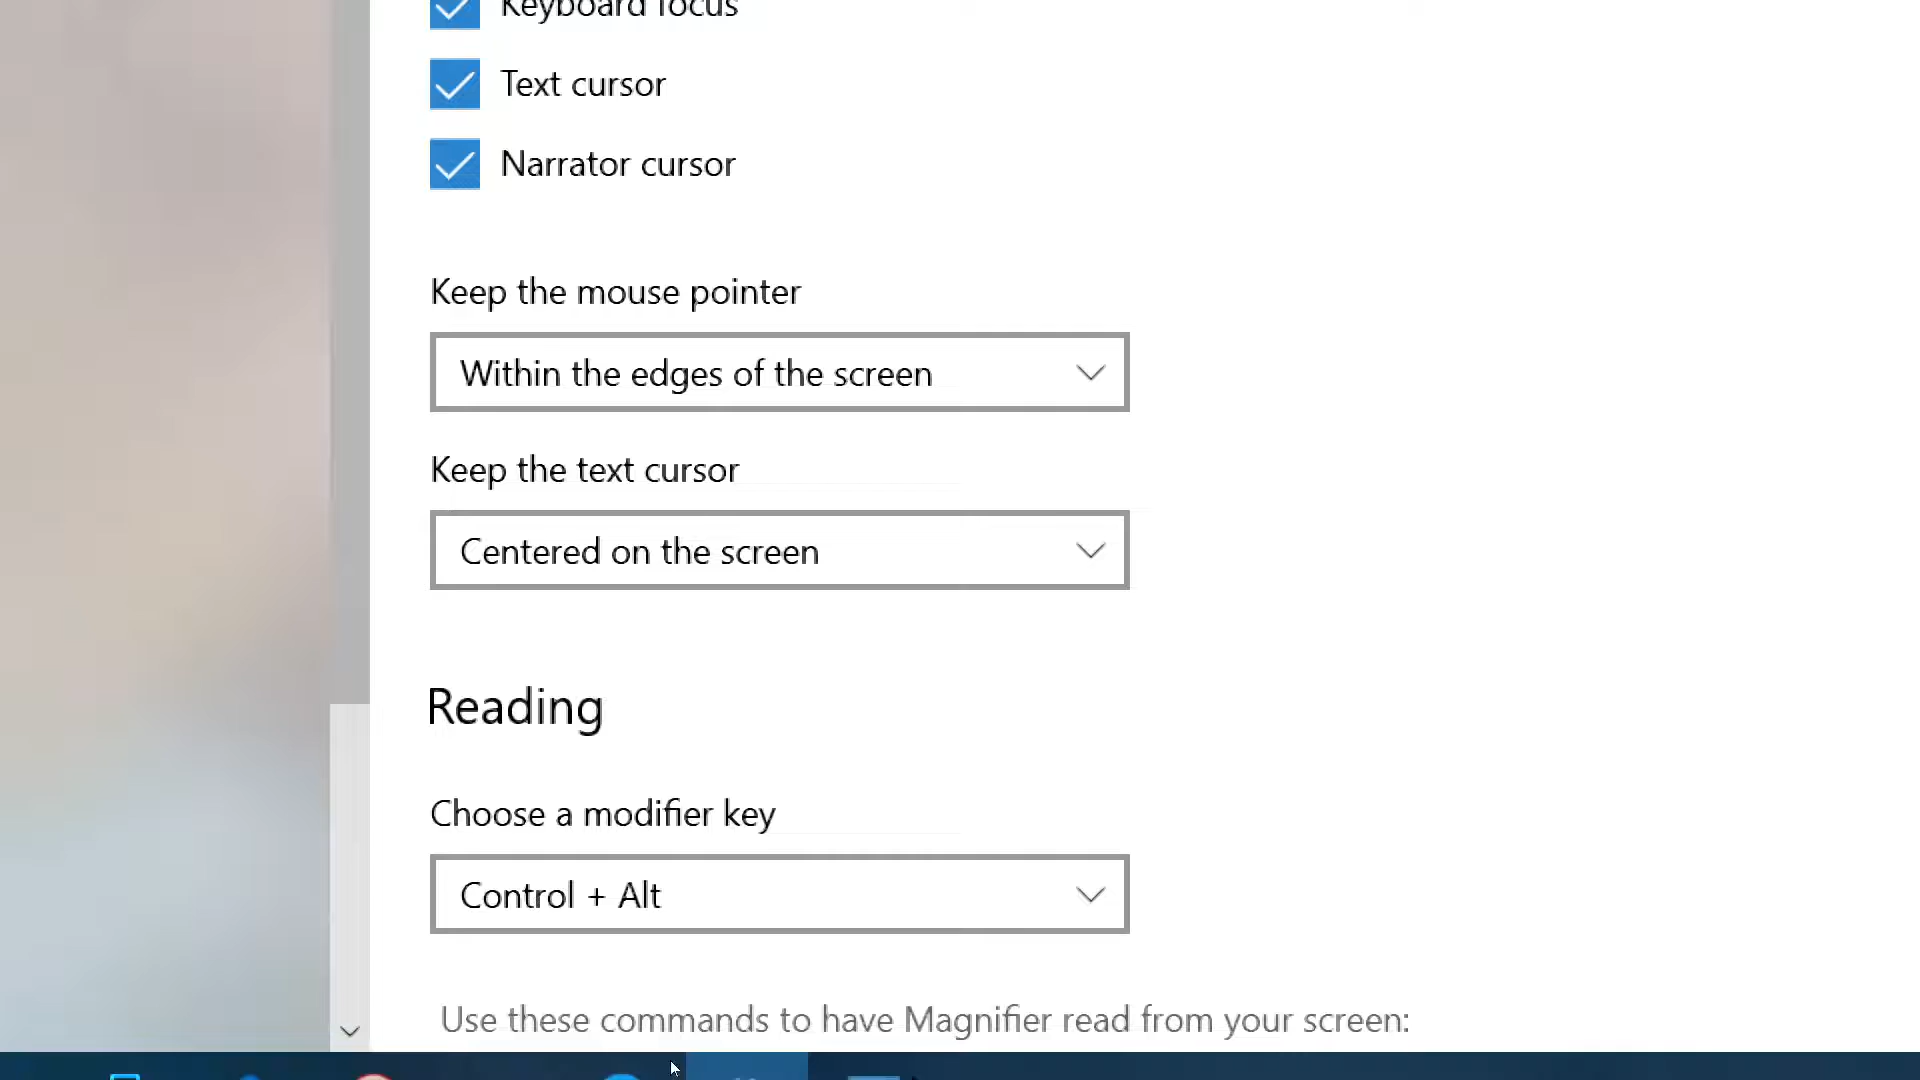 Keyboard focus
Text cursor
Narrator cursor
Keep the mouse pointer
Within the edges of the screen
Keep the text cursor
Centered on the screen
Reading
Choose a modifier key
Control + Alt
Use these commands to have Magnifier read from your screen: